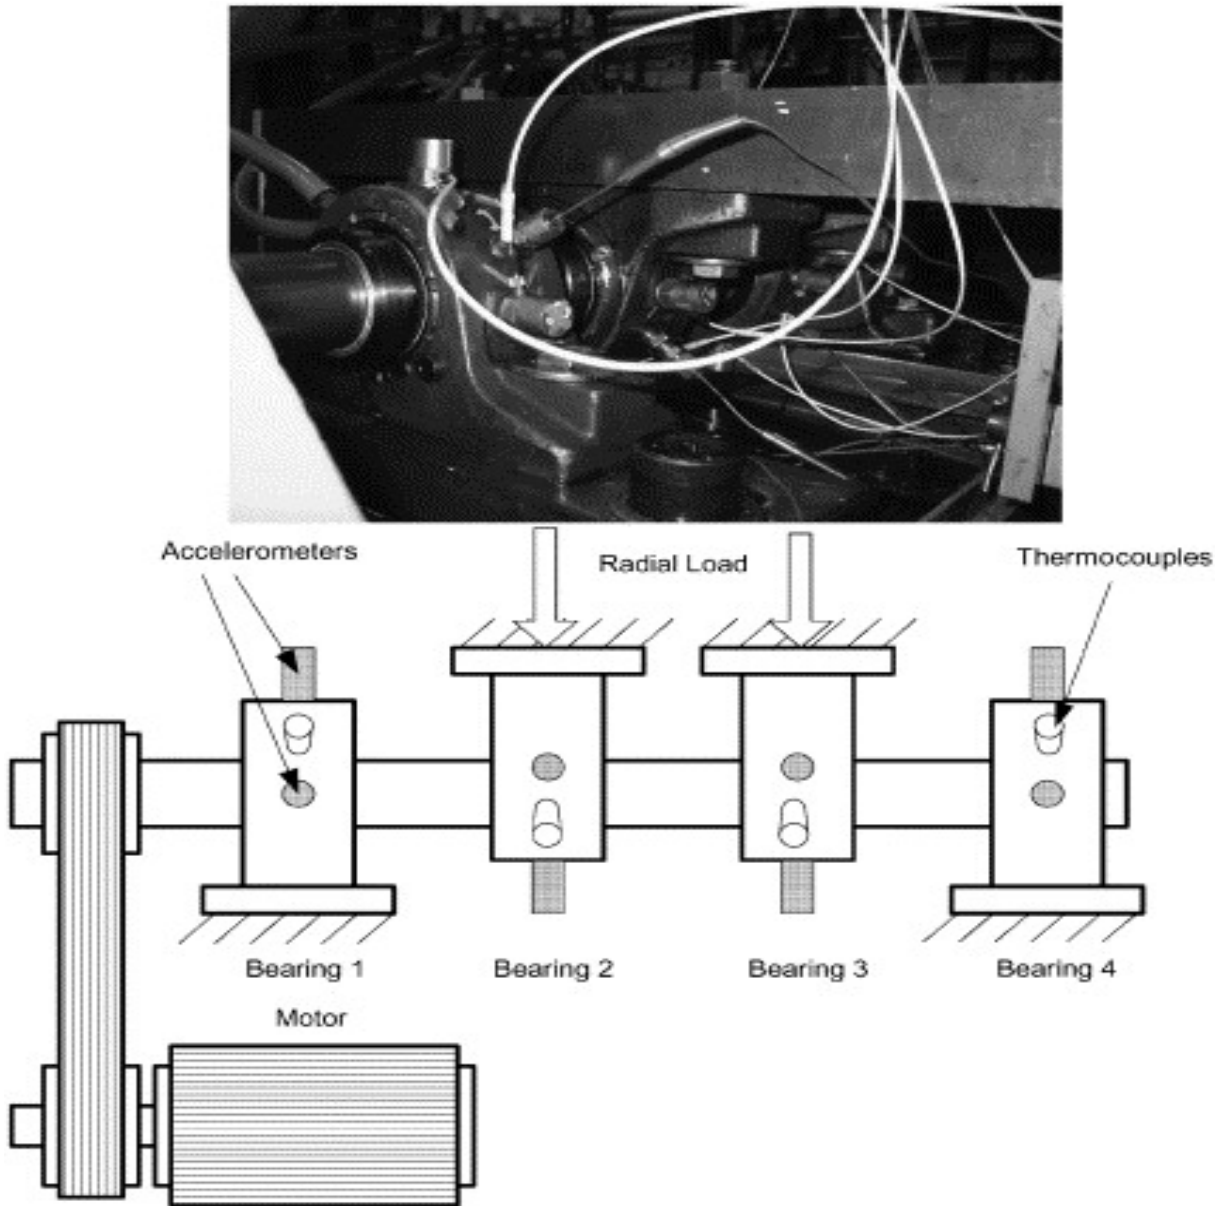 Accelerometers
Radial Load
Thermocouples
Bearing 1
Bearing 2
Bearing 3
Bearing 4
Motor